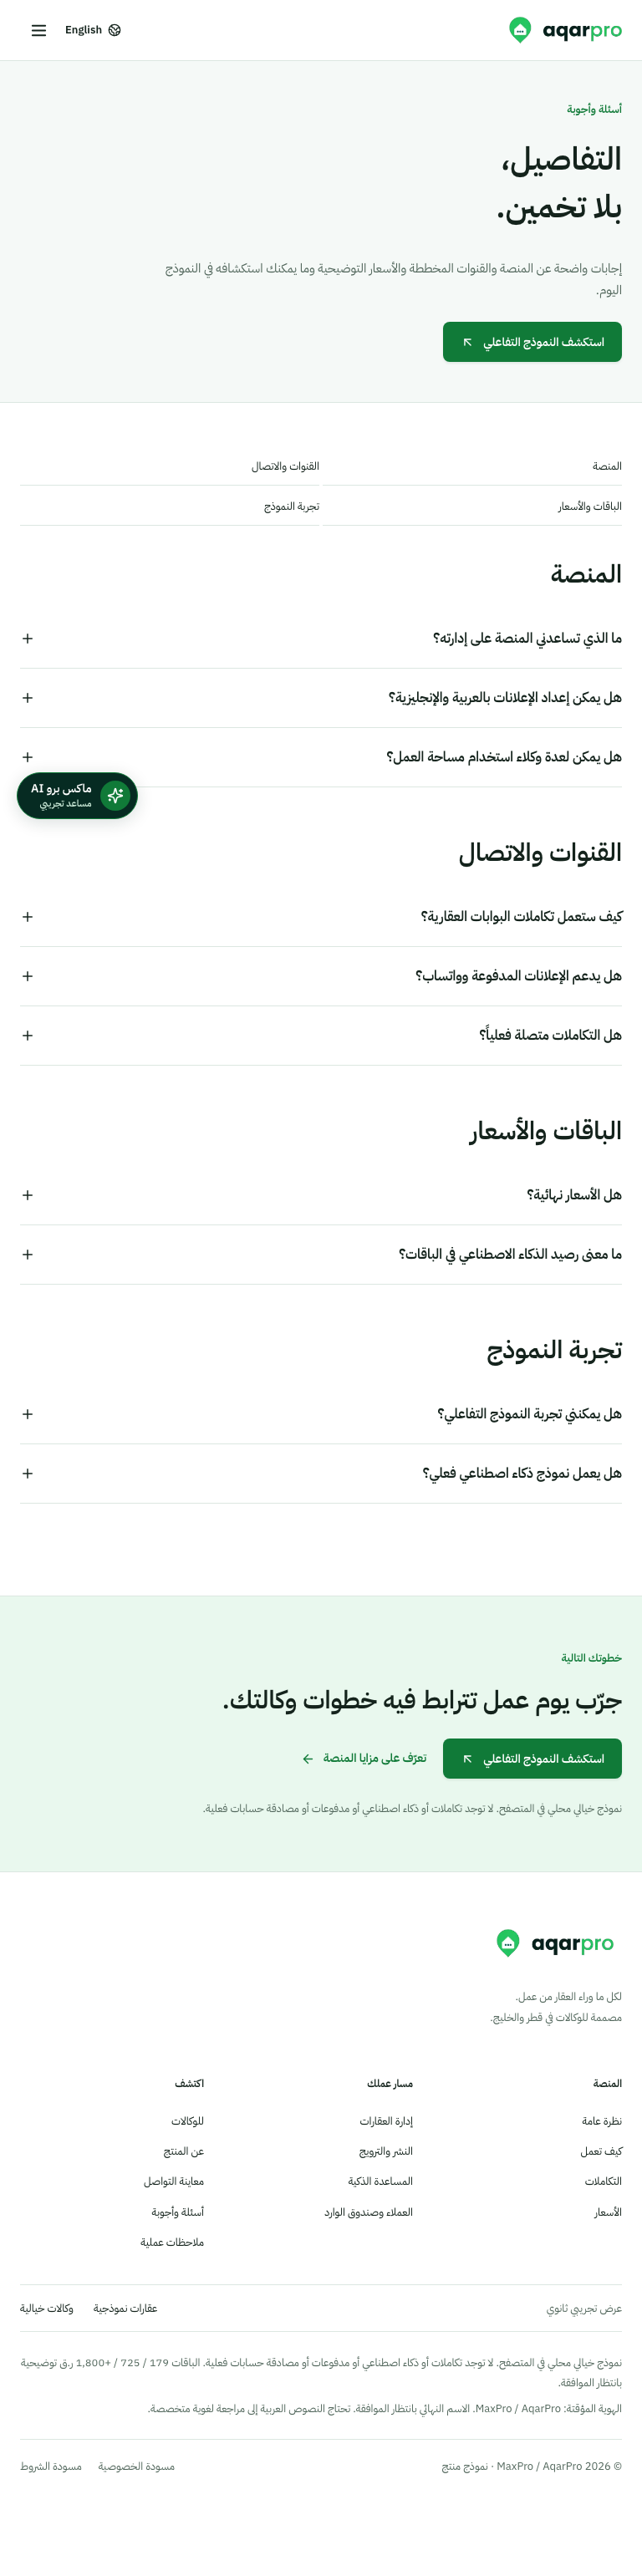 aqarpro
English
أسئلة وأجوبة
التفاصيل،
بلا تخمين.
إجابات واضحة عن المنصة والقنوات المخططة والأسعار التوضيحية وما يمكنك استكشافه في النموذج
اليوم.
استكشف النموذج التفاعلي
المنصة
القنوات والاتصال
الباقات والأسعار
تجربة النموذج
المنصة
ما الذي تساعدني المنصة على إدارته؟
هل يمكن إعداد الإعلانات بالعربية والإنجليزية؟
هل يمكن لعدة وكلاء استخدام مساحة العمل؟
ماكس برو AI
مساعد تجريبي
القنوات والاتصال
كيف ستعمل تكاملات البوابات العقارية؟
هل يدعم الإعلانات المدفوعة وواتساب؟
هل التكاملات متصلة فعلياً؟
الباقات والأسعار
هل الأسعار نهائية؟
ما معنى رصيد الذكاء الاصطناعي في الباقات؟
تجربة النموذج
هل يمكنني تجربة النموذج التفاعلي؟
هل يعمل نموذج ذكاء اصطناعي فعلي؟
خطوتك التالية
جرّب يوم عمل تترابط فيه خطوات وكالتك.
استكشف النموذج التفاعلي
تعرّف على مزايا المنصة
نموذج خيالي محلي في المتصفح. لا توجد تكاملات أو ذكاء اصطناعي أو مدفوعات أو مصادقة حسابات فعلية.
aqarpro
لكل ما وراء العقار من عمل.
مصممة للوكالات في قطر والخليج.
المنصة
نظرة عامة
كيف تعمل
التكاملات
الأسعار
مسار عملك
إدارة العقارات
النشر والترويج
المساعدة الذكية
العملاء وصندوق الوارد
اكتشف
للوكالات
عن المنتج
معاينة التواصل
أسئلة وأجوبة
ملاحظات عملية
عرض تجريبي ثانوي
عقارات نموذجية
وكالات خيالية
نموذج خيالي محلي في المتصفح. لا توجد تكاملات أو ذكاء اصطناعي أو مدفوعات أو مصادقة حسابات فعلية. الباقات 179 / 725 / +1,800 ر.ق توضيحية
بانتظار الموافقة.
الهوية المؤقتة: MaxPro / AqarPro. الاسم النهائي بانتظار الموافقة. تحتاج النصوص العربية إلى مراجعة لغوية متخصصة.
© 2026 MaxPro / AqarPro · نموذج منتج
مسودة الخصوصية
مسودة الشروط